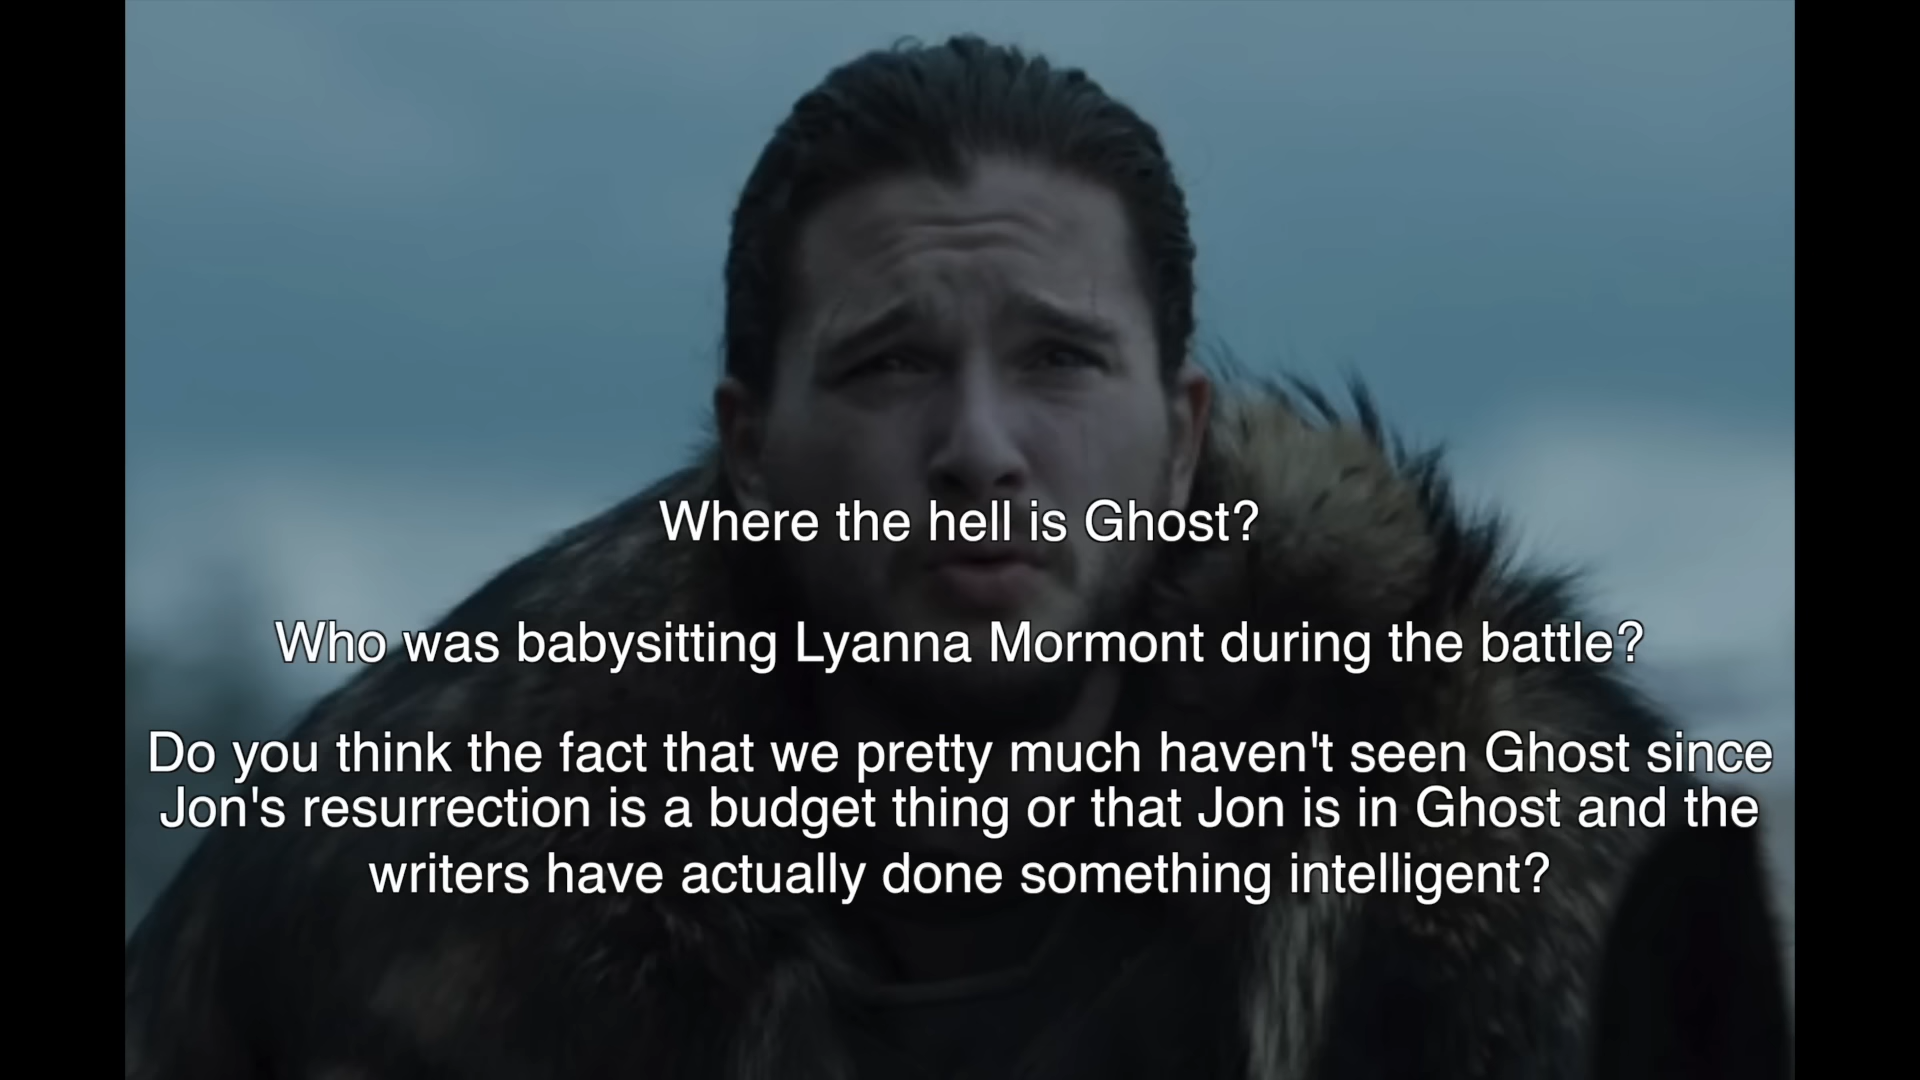 Where the hell is Ghost?
Who was babysitting Lyanna Mormont during the battle?
Do you think the fact that we pretty much haven't seen Ghost since
Jon's resurrection is a budget thing or that Jon is in Ghost and the
writers have actually done something intelligent?